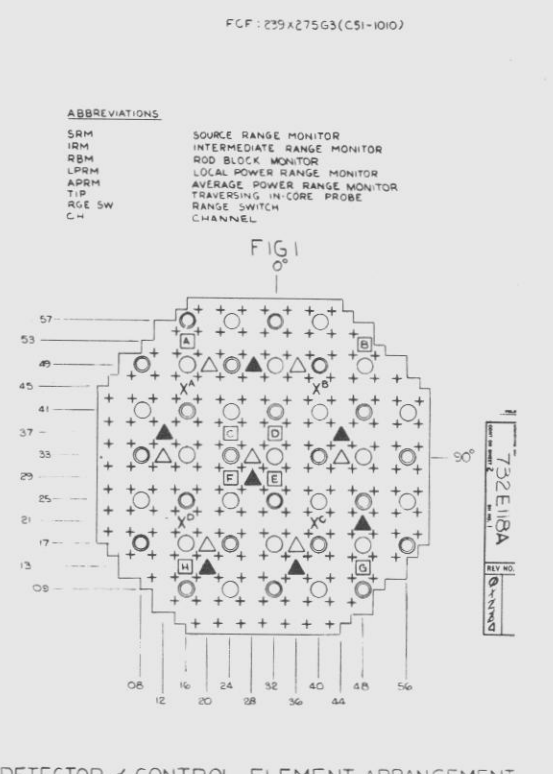 FCF: 239X275G3(C51-1010)
ABBREVIATIONS
SRM SOURCE RANGE MONITOR
IRM INTERMEDIATE RANGE MONITOR
RBM ROD BLOCK MONITOR
LPRM LOCAL POWER RANGE MONITOR
APRM AVERAGE POWER RANGE MONITOR
TIP TRAVERSING IN-CORE PROBE
RGE SW RANGE SWITCH
CH CHANNEL
FIG 1
0°
57
53 A B
49
45 A B
41
37 C D
33 90°
29 F E
25
21 D C
17
13 H G
09
08 16 24 32 40 48 56
12 20 28 36 44
732E118A
REV NO.
DETECTOR & CONTROL ELEMENT ARRANGEMENT